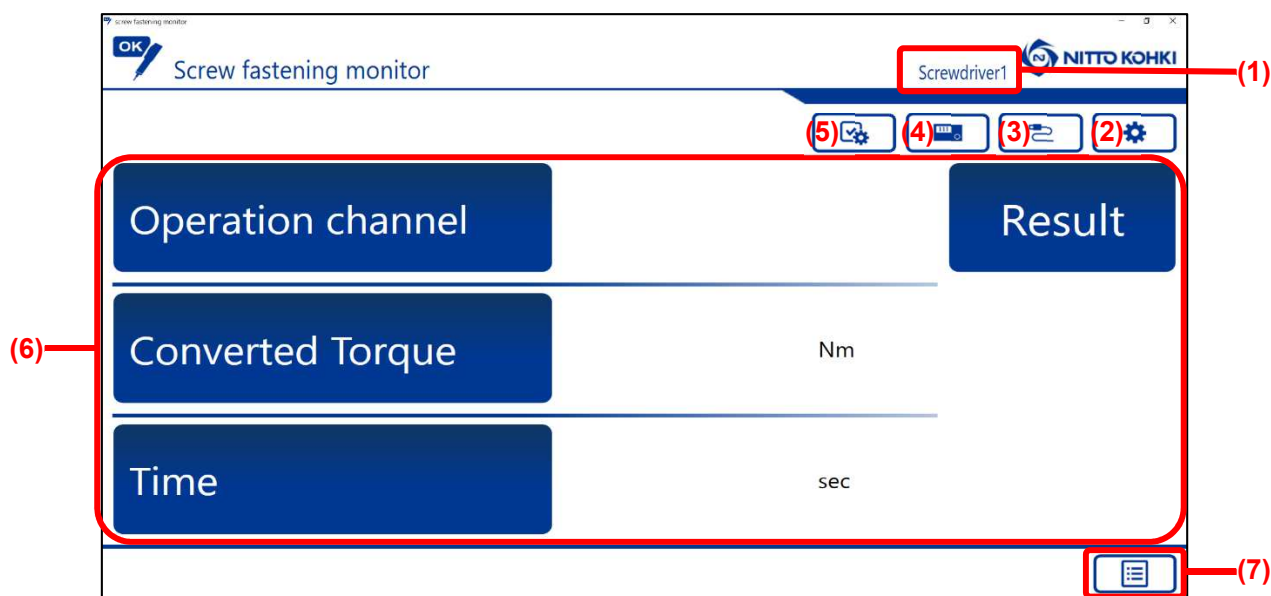 screw fastening monitor
OK
Screw fastening monitor
Screwdriver1
NITTO KOHKI
(1)
(5)
(4)
(3)
(2)
Operation channel
Result
(6)
Converted Torque
Nm
Time
sec
(7)